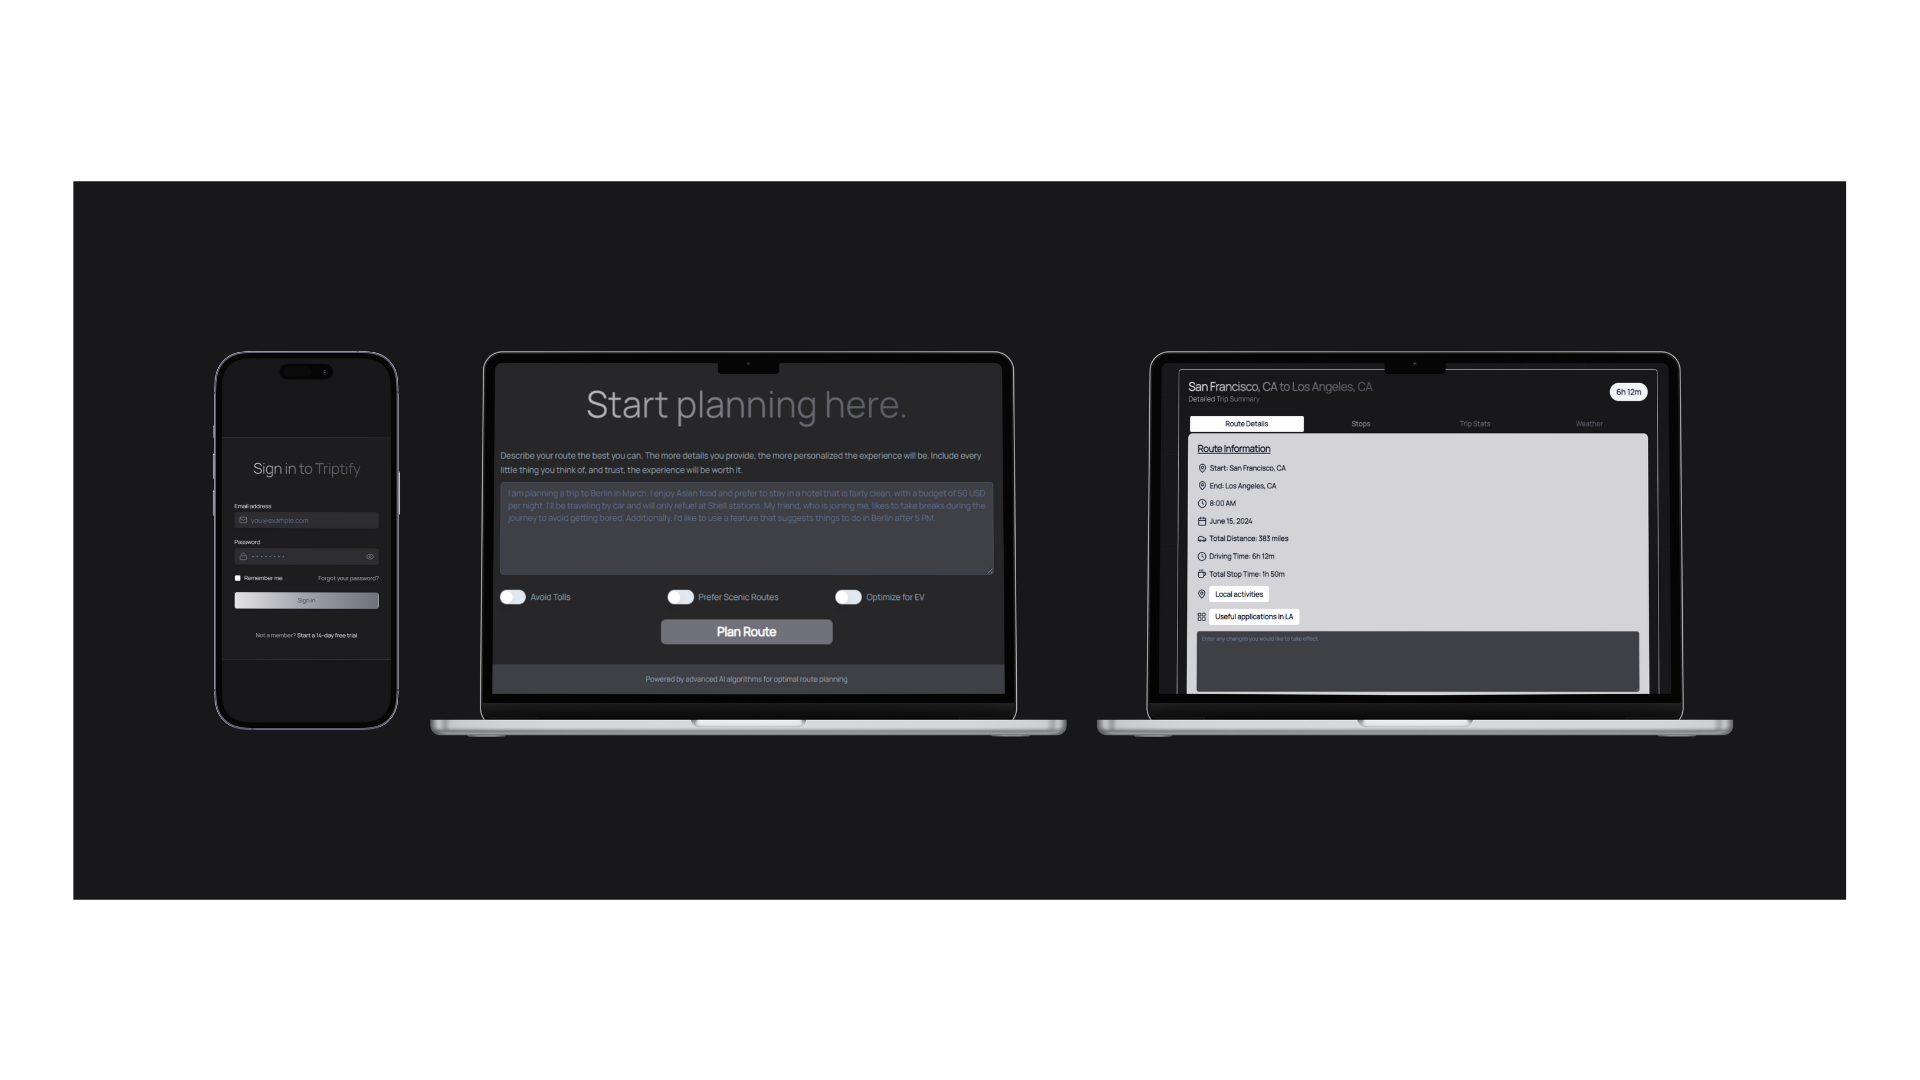 Sign in to Triptify
Email address
you@example.com
Password
Remember me
Forgot your password?
Sign in
Not a member? Start a 14-day free trial
Start planning here.
Describe your route the best you can. The more details you provide, the more personalized the experience will be. Include every
little thing you think of, and trust, the experience will be worth it.
I am planning a trip to Berlin in March. I enjoy Asian food and prefer to stay in a hotel that is fairly clean, with a budget of 50 USD
per night. I'll be traveling by car and will only refuel at Shell stations. My friend, who is joining me, likes to take breaks during the
journey to avoid getting bored. Additionally, I'd like to use a feature that suggests things to do in Berlin after 5 PM.
Avoid Tolls
Prefer Scenic Routes
Optimize for EV
Plan Route
Powered by advanced AI algorithms for optimal route planning
San Francisco, CA to Los Angeles, CA
Detailed Trip Summary
6h 12m
Route Details
Stops
Trip Stats
Weather
Route Information
Start: San Francisco, CA
End: Los Angeles, CA
8:00 AM
June 15, 2024
Total Distance: 383 miles
Driving Time: 6h 12m
Total Stop Time: 1h 50m
Local activities
Useful applications in LA
Enter any changes you would like to take effect